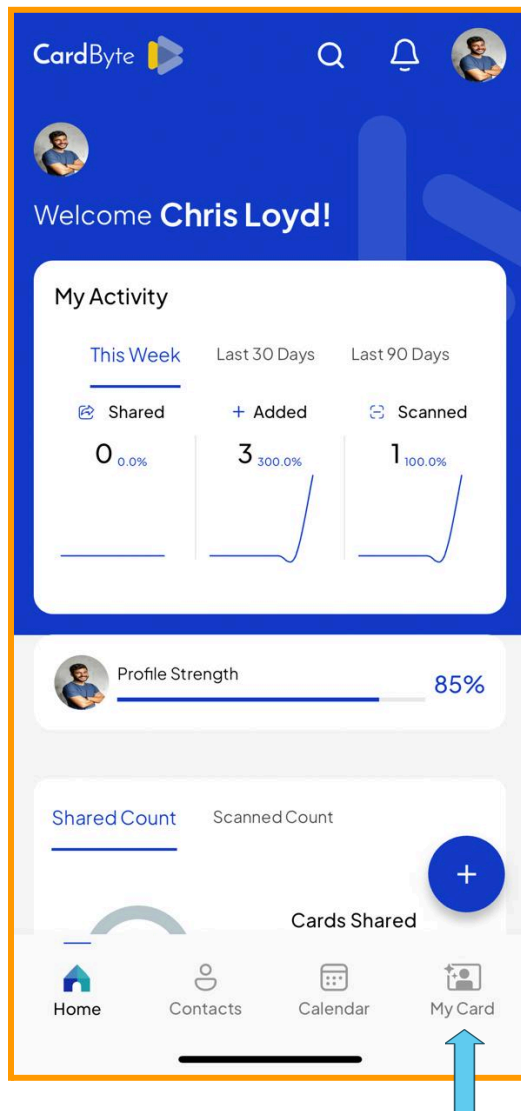 CardByte
Welcome Chris Loyd!
My Activity
This Week Last 30 Days Last 90 Days
Shared + Added Scanned
0 0.0% 3 300.0% 1 100.0%
Profile Strength
85%
Shared Count Scanned Count
+
Cards Shared
Home Contacts Calendar My Card